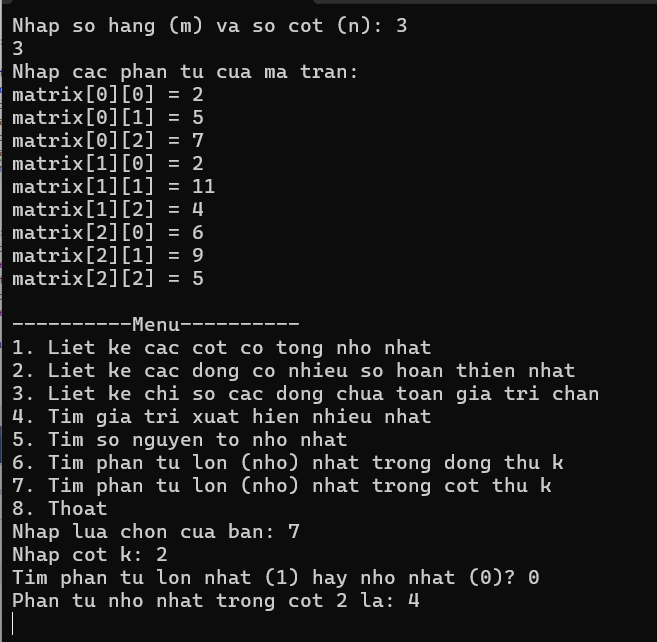 Nhap so hang (m) va so cot (n): 3
3
Nhap cac phan tu cua ma tran:
matrix[0][0] = 2
matrix[0][1] = 5
matrix[0][2] = 7
matrix[1][0] = 2
matrix[1][1] = 11
matrix[1][2] = 4
matrix[2][0] = 6
matrix[2][1] = 9
matrix[2][2] = 5
----------Menu----------
1. Liet ke cac cot co tong nho nhat
2. Liet ke cac dong co nhieu so hoan thien nhat
3. Liet ke chi so cac dong chua toan gia tri chan
4. Tim gia tri xuat hien nhieu nhat
5. Tim so nguyen to nho nhat
6. Tim phan tu lon (nho) nhat trong dong thu k
7. Tim phan tu lon (nho) nhat trong cot thu k
8. Thoat
Nhap lua chon cua ban: 7
Nhap cot k: 2
Tim phan tu lon nhat (1) hay nho nhat (0)? 0
Phan tu nho nhat trong cot 2 la: 4